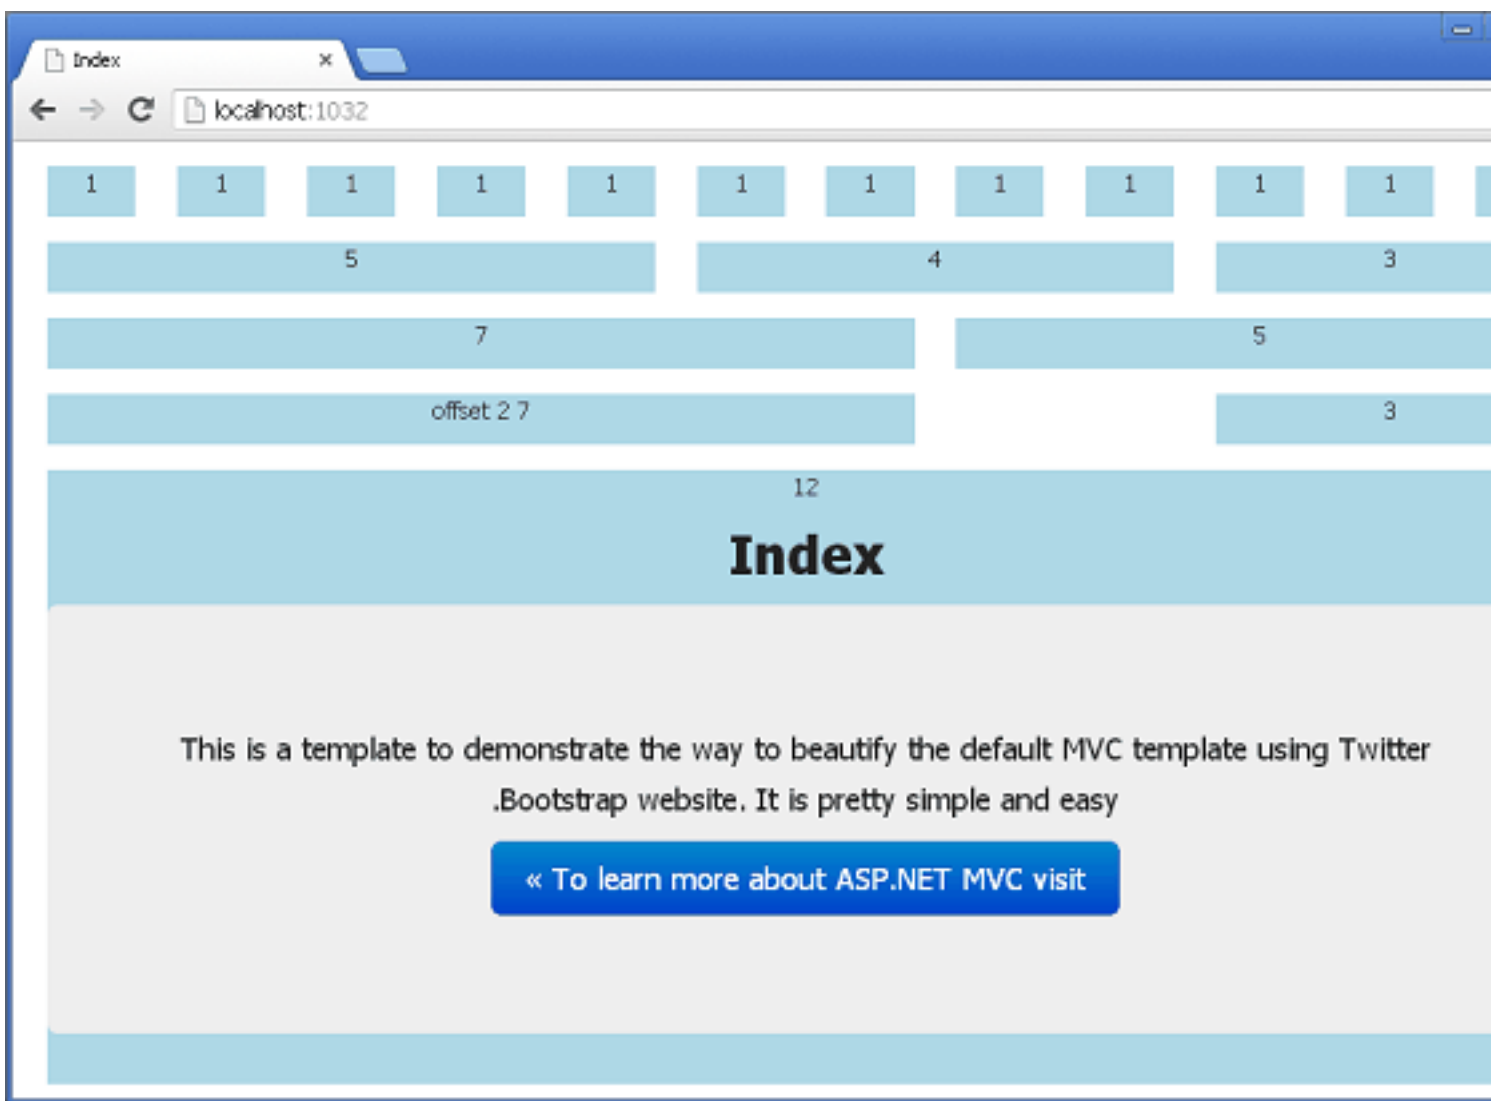 Index
localhost:1032
1 1 1 1 1 1 1 1 1 1 1
5 4 3
7 5
offset 2 7 3
12
Index
This is a template to demonstrate the way to beautify the default MVC template using Twitter
.Bootstrap website. It is pretty simple and easy
« To learn more about ASP.NET MVC visit